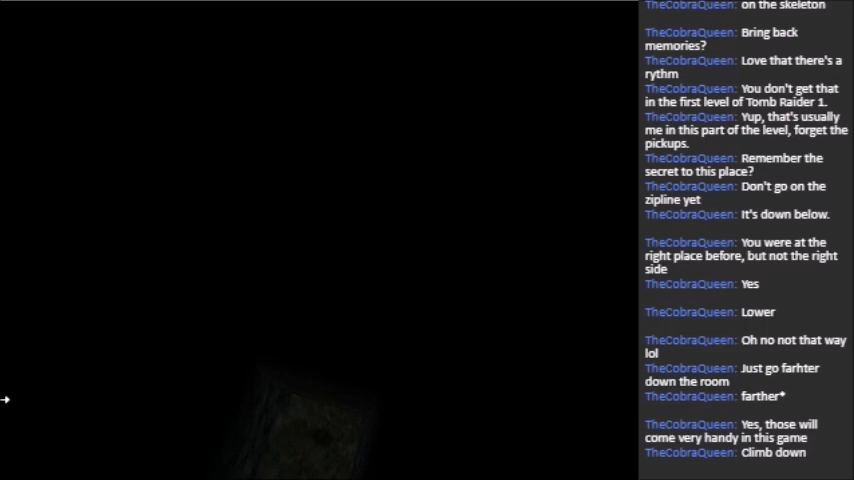 TheCobraQueen: on the skeleton
TheCobraQueen: Bring back
memories?
TheCobraQueen: Love that there's a
rythm
TheCobraQueen: You don't get that
in the first level of Tomb Raider 1.
TheCobraQueen: Yup, that's usually
me in this part of the level, forget the
pickups.
TheCobraQueen: Remember the
secret to this place?
TheCobraQueen: Don't go on the
zipline yet
TheCobraQueen: It's down below.
TheCobraQueen: You were at the
right place before, but not the right
side
TheCobraQueen: Yes
TheCobraQueen: Lower
TheCobraQueen: Oh no not that way
lol
TheCobraQueen: Just go farhter
down the room
TheCobraQueen: farther*
TheCobraQueen: Yes, those will
come very handy in this game
TheCobraQueen: Climb down